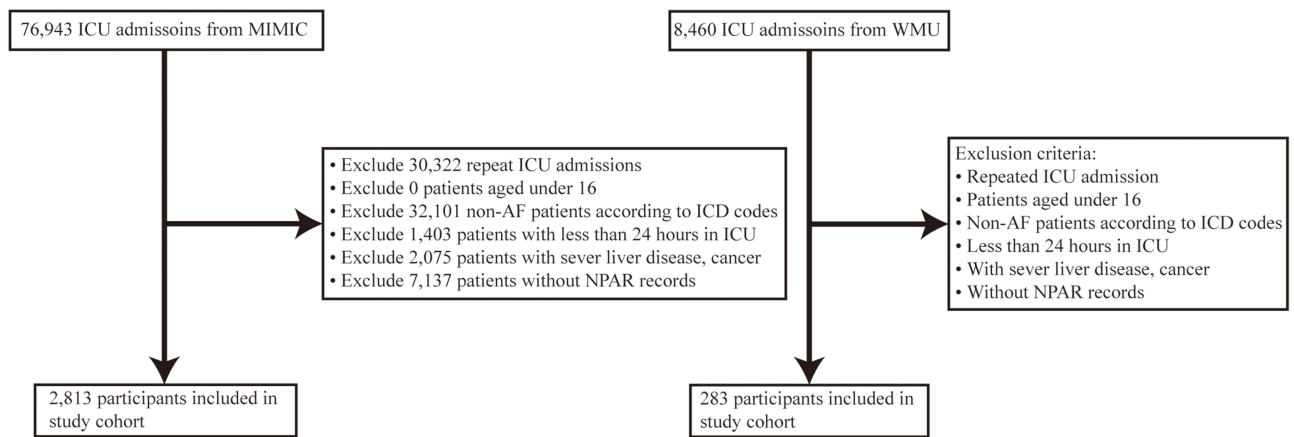 76,943 ICU admissoins from MIMIC
• Exclude 30,322 repeat ICU admissions
• Exclude 0 patients aged under 16
• Exclude 32,101 non-AF patients according to ICD codes
• Exclude 1,403 patients with less than 24 hours in ICU
• Exclude 2,075 patients with sever liver disease, cancer
• Exclude 7,137 patients without NPAR records
2,813 participants included in
study cohort
8,460 ICU admissoins from WMU
Exclusion criteria:
• Repeated ICU admission
• Patients aged under 16
• Non-AF patients according to ICD codes
• Less than 24 hours in ICU
• With sever liver disease, cancer
• Without NPAR records
283 participants included in
study cohort